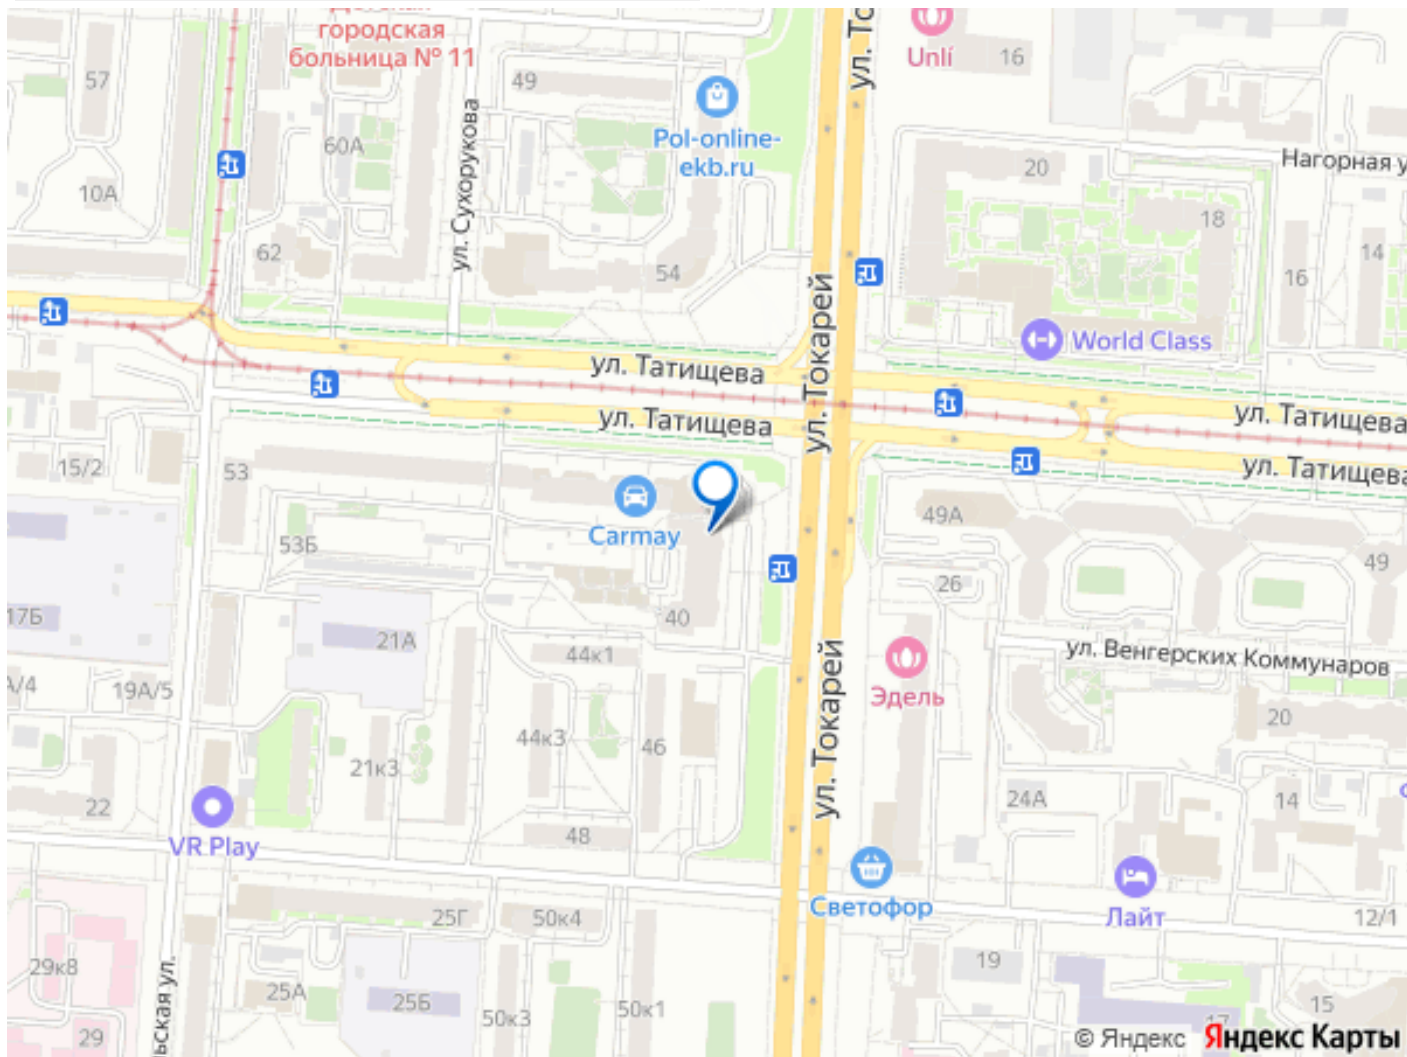 городская
больница № 11
57
49
60А
10А
62
ул. Сухорукова
Pol-online-
ekb.ru
54
Unlí
16
20
Нагорная у
18
16
14
World Class
ул. Токарей
ул. Татищева
ул. Татищева
ул. Татищева
ул. Татищева
15/2
53
Carmay
53Б
49А
49
26
17Б
21А
40
44к1
ул. Токарей
Эдель
ул. Венгерских Коммунаров
19А/5
44к3
46
21к3
20
22
VR Play
48
24А
14
Светофор
Лайт
25Г
50к4
12/1
29к8
25А
25Б
50к3
50к1
19
15
17
29
© Яндекс Яндекс Карты